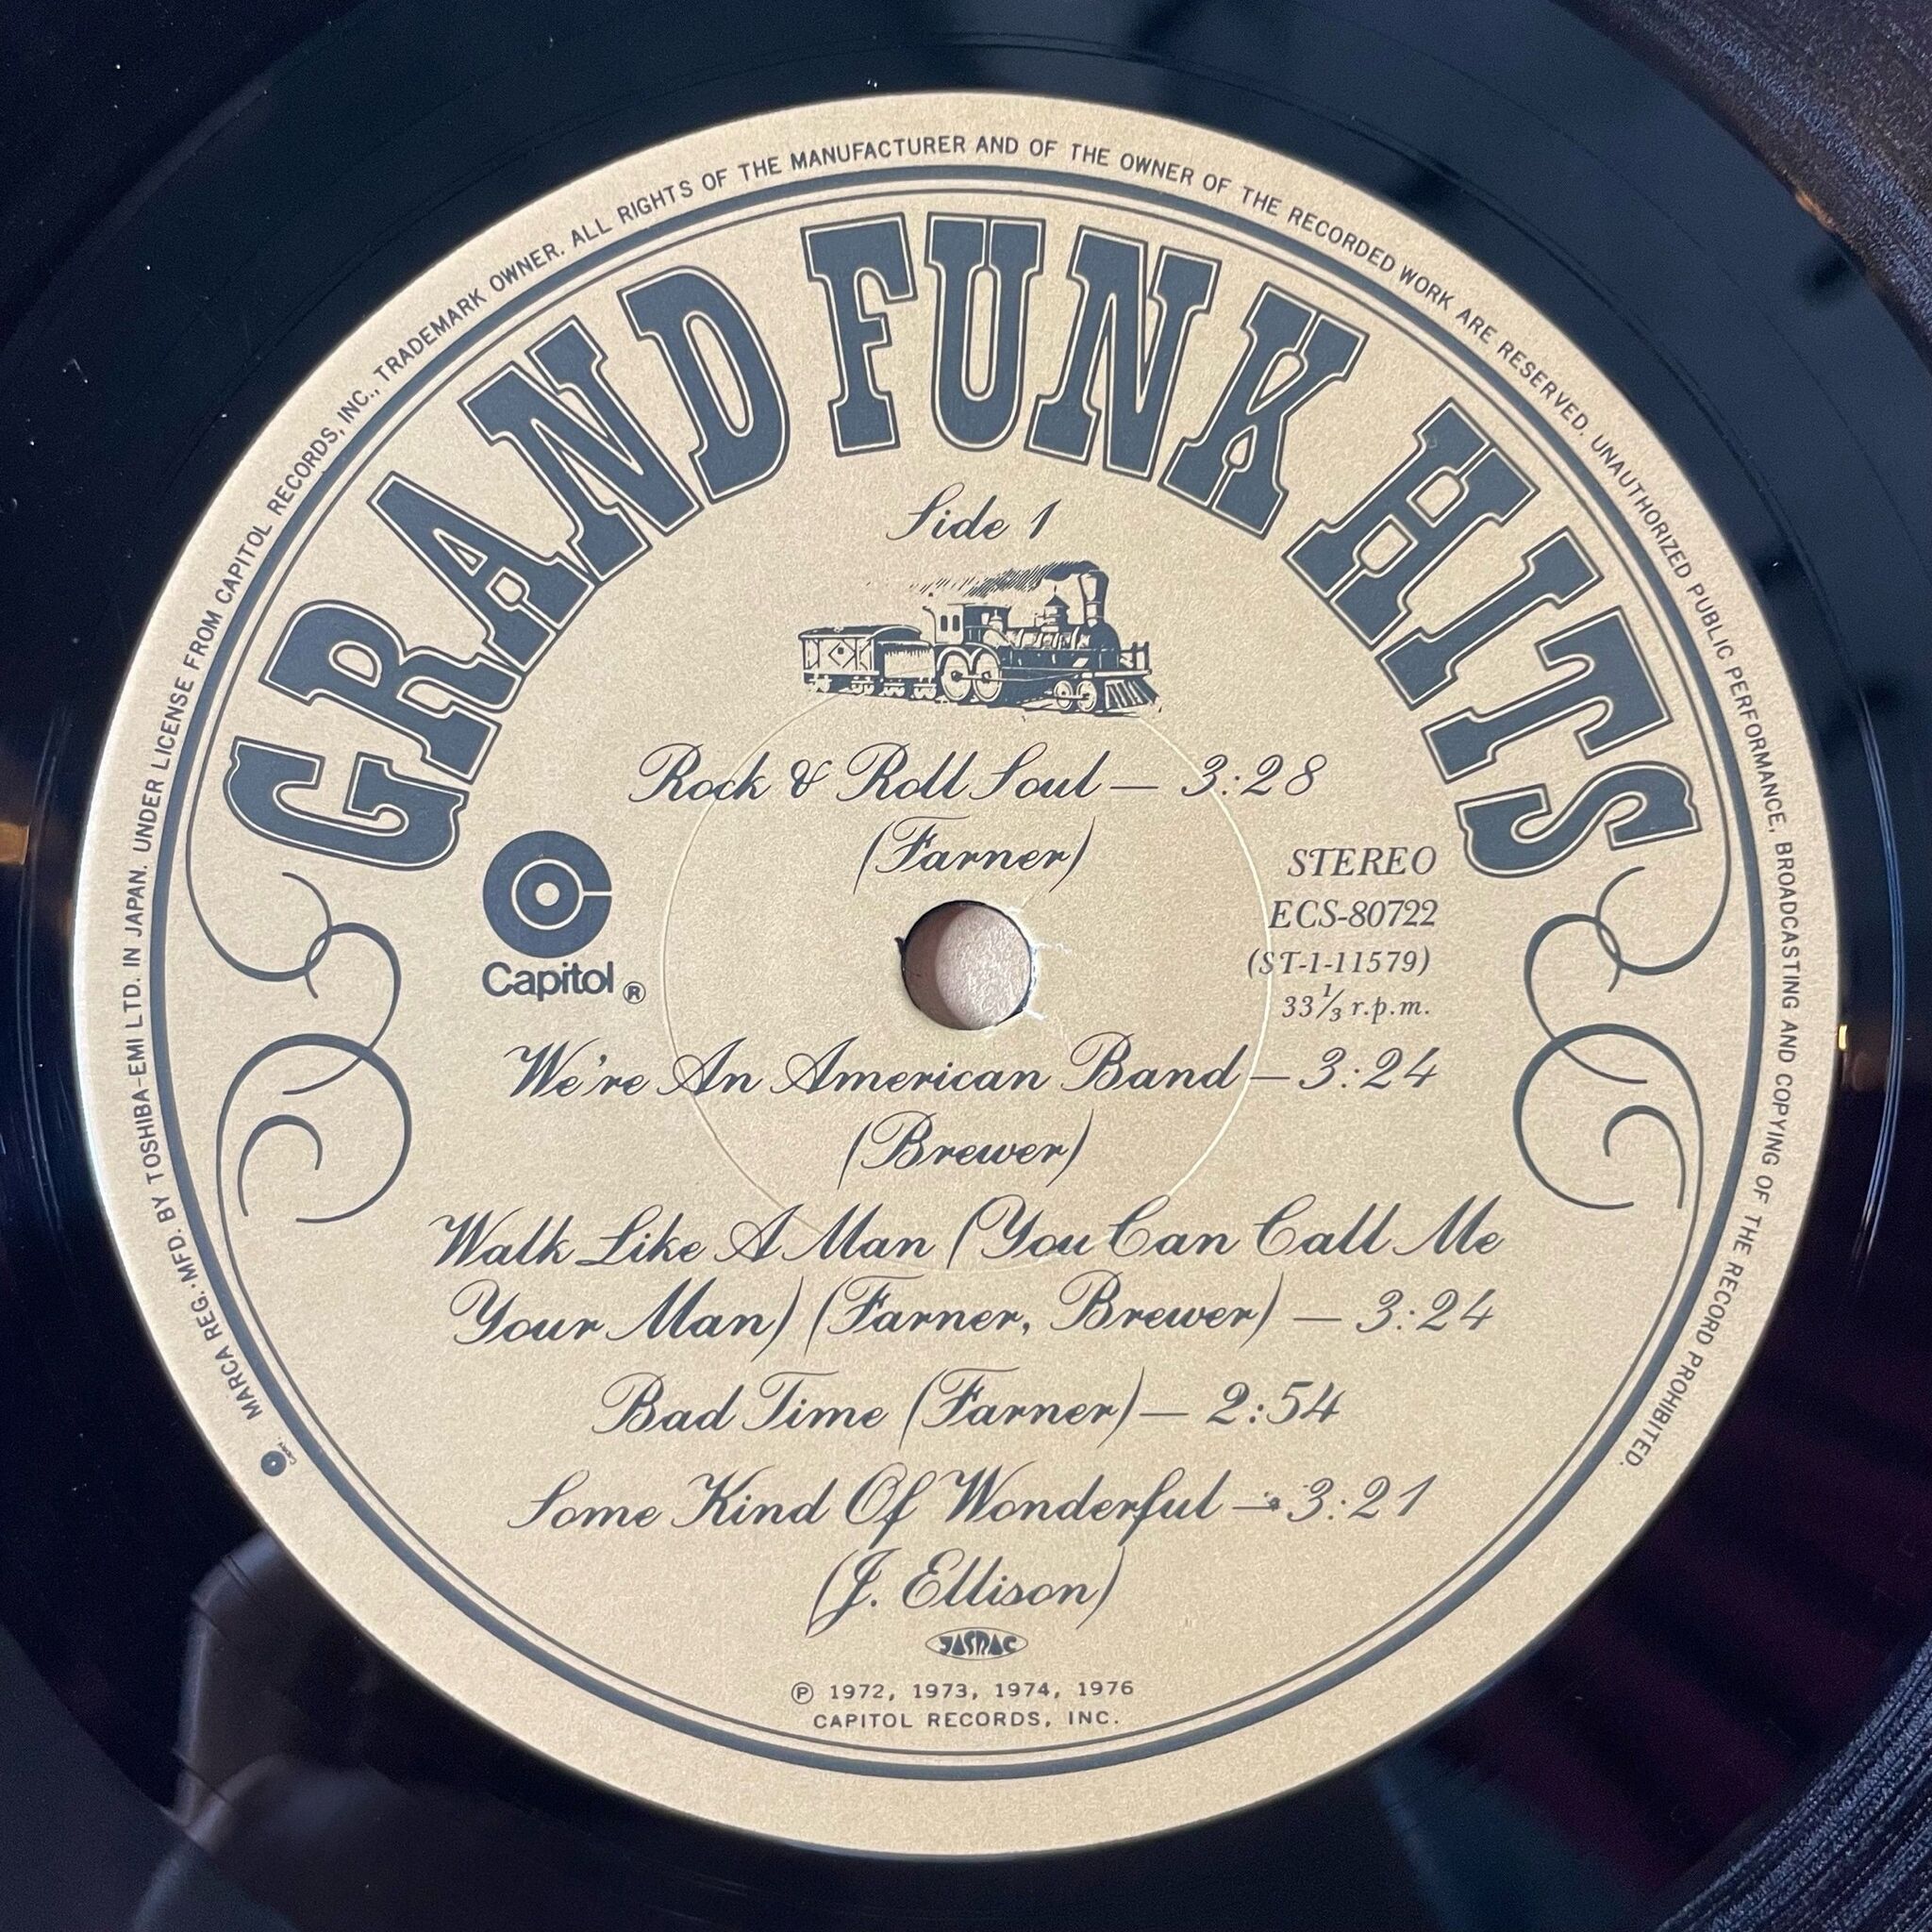 MARCA REG. MFD. BY TOSHIBA-EMI LTD. IN JAPAN. UNDER LICENSE FROM CAPITOL RECORDS, INC., TRADEMARK OWNER. ALL RIGHTS OF THE MANUFACTURER AND OF THE OWNER OF THE RECORDED WORK ARE RESERVED. UNAUTHORIZED PUBLIC PERFORMANCE, BROADCASTING AND COPYING OF THE RECORD PROHIBITED.
GRAND FUNK HITS
Side 1
Rock & Roll Soul — 3:28
(Farner)
Capitol ®
STEREO
ECS-80722
(ST-1-11579)
33⅓ r.p.m.
We're An American Band — 3:24
(Brewer)
Walk Like A Man (You Can Call Me
Your Man) (Farner, Brewer) — 3:24
Bad Time (Farner) — 2:54
Some Kind Of Wonderful — 3:21
(J. Ellison)
JASRAC
℗ 1972, 1973, 1974, 1976
CAPITOL RECORDS, INC.